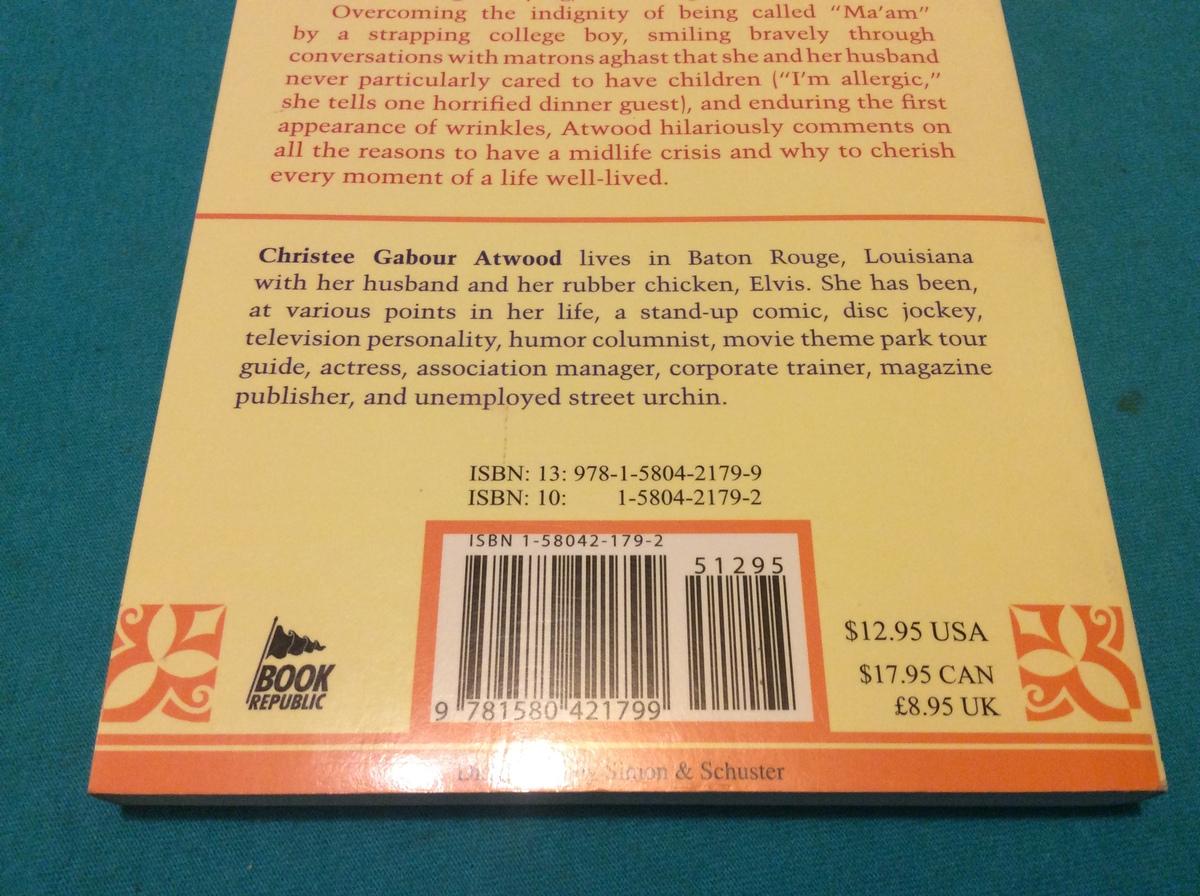 Overcoming the indignity of being called “Ma’am”
by a strapping college boy, smiling bravely through
conversations with matrons aghast that she and her husband
never particularly cared to have children (“I’m allergic,”
she tells one horrified dinner guest), and enduring the first
appearance of wrinkles, Atwood hilariously comments on
all the reasons to have a midlife crisis and why to cherish
every moment of a life well-lived.
Christee Gabour Atwood lives in Baton Rouge, Louisiana
with her husband and her rubber chicken, Elvis. She has been,
at various points in her life, a stand-up comic, disc jockey,
television personality, humor columnist, movie theme park tour
guide, actress, association manager, corporate trainer, magazine
publisher, and unemployed street urchin.
ISBN: 13: 978-1-5804-2179-9
ISBN: 10: 1-5804-2179-2
ISBN 1-58042-179-2
51295
9 781580 421799
BOOK
REPUBLIC
$12.95 USA
$17.95 CAN
£8.95 UK
Simon & Schuster